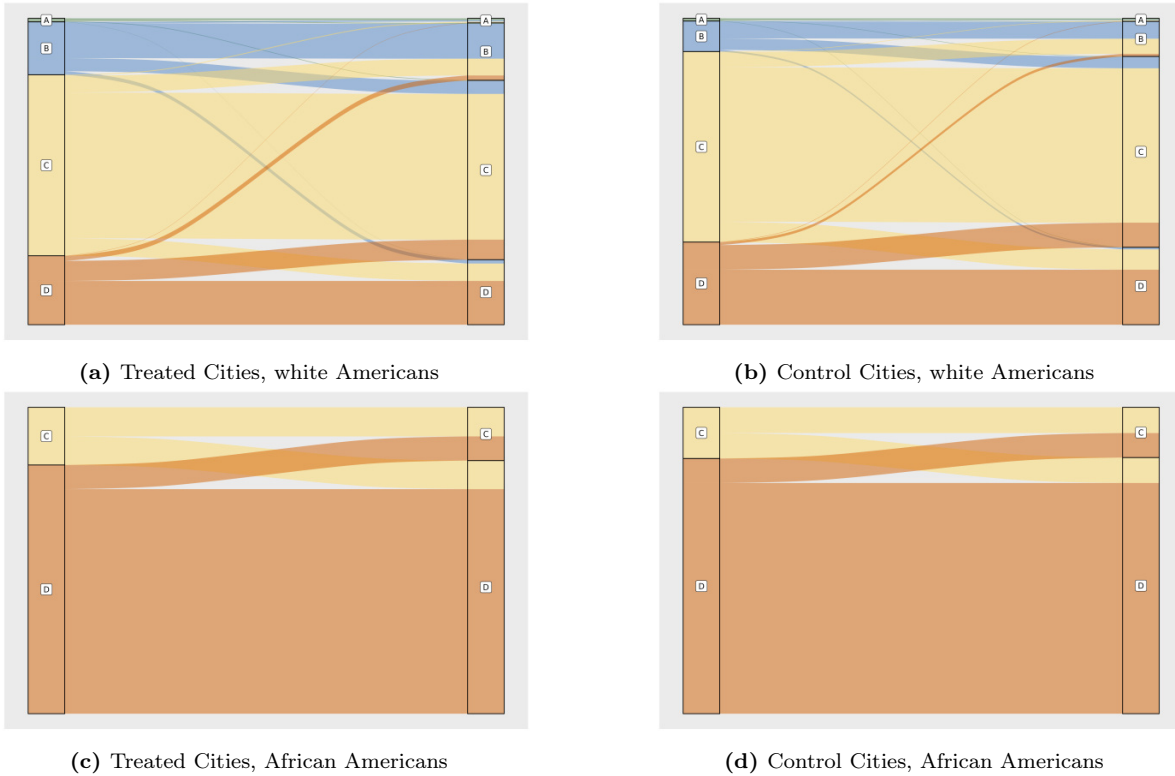 A
A
B
B
C
C
D
D
A
A
B
B
C
C
D
D
(a) Treated Cities, white Americans
(b) Control Cities, white Americans
C
C
D
D
C
C
D
D
(c) Treated Cities, African Americans
(d) Control Cities, African Americans